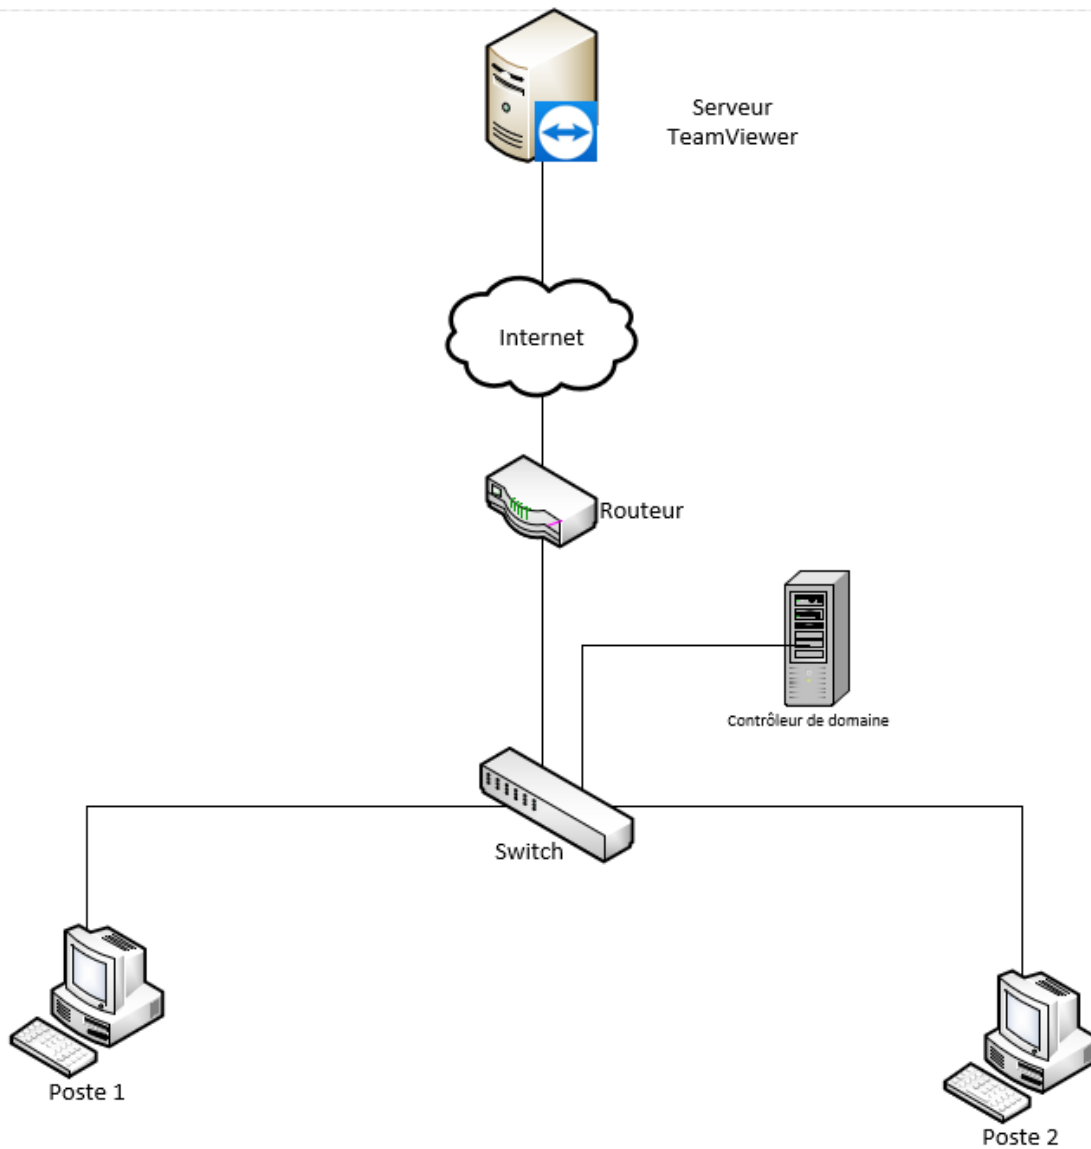 Serveur
TeamViewer
Internet
Routeur
Contrôleur de domaine
Switch
Poste 1
Poste 2